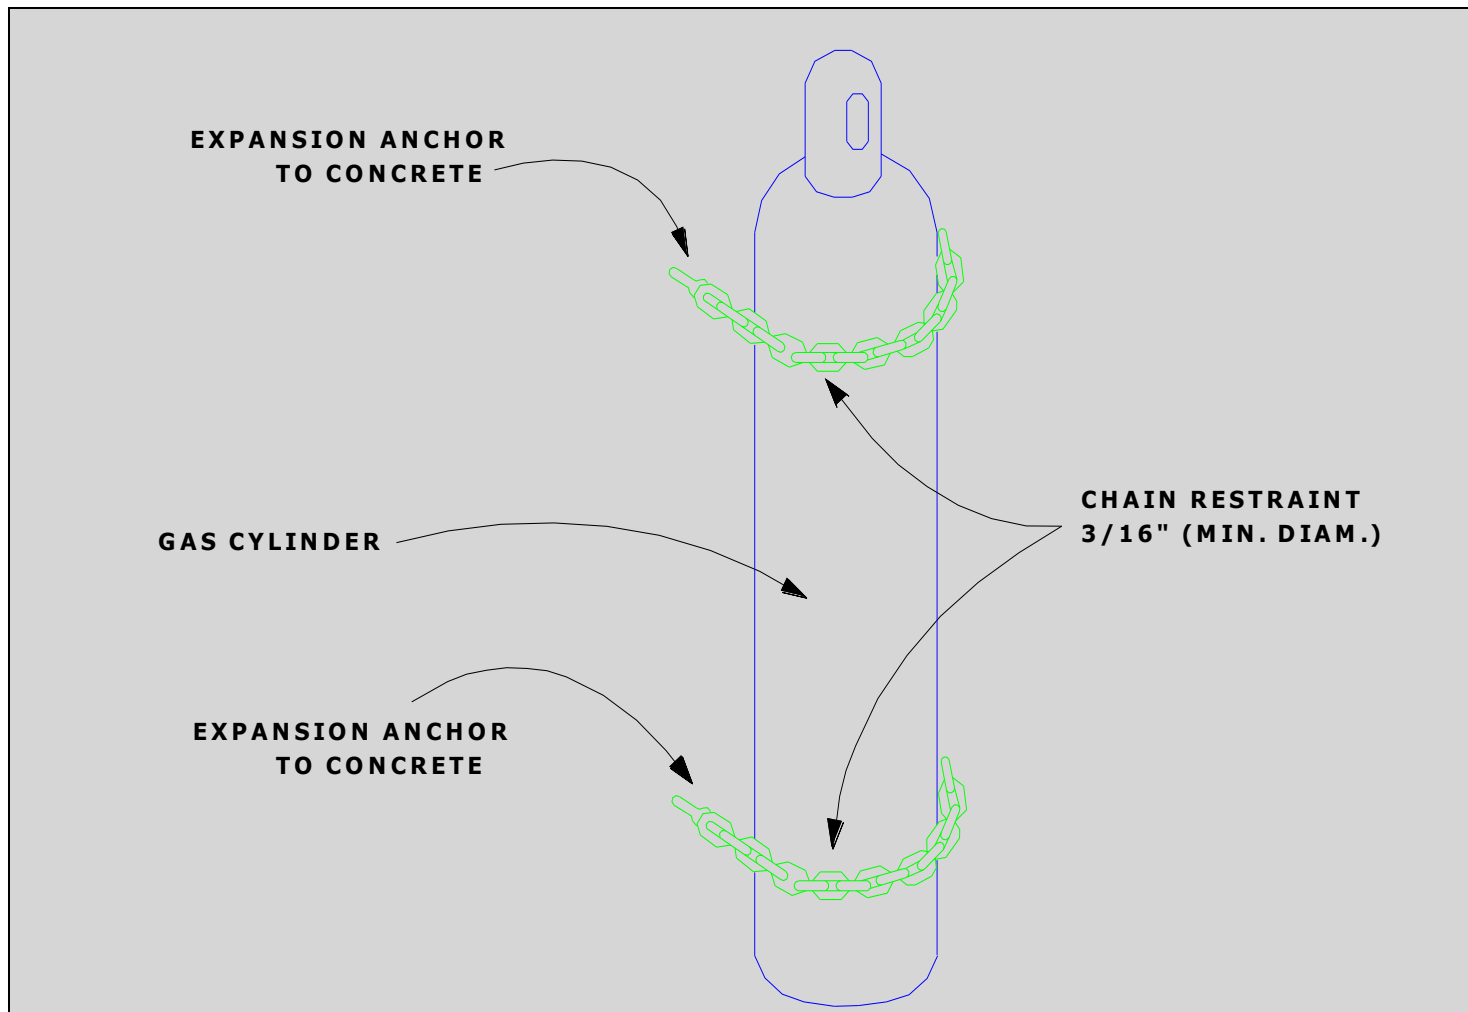 EXPANSION ANCHOR
TO CONCRETE
CHAIN RESTRAINT
3/16" (MIN. DIAM.)
GAS CYLINDER
EXPANSION ANCHOR
TO CONCRETE